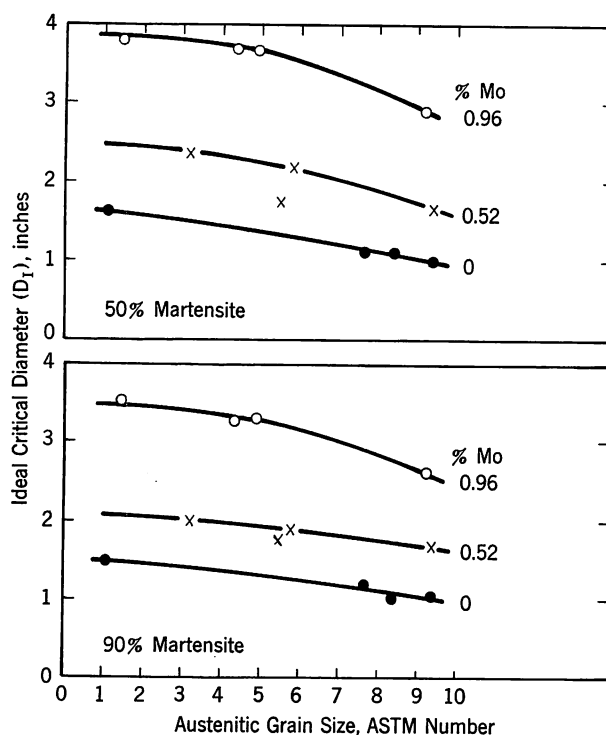 Ideal Critical Diameter (D_I), inches
4
3
2
1
0
% Mo
0.96
0.52
0
50% Martensite
4
3
2
1
0
% Mo
0.96
0.52
0
90% Martensite
0 1 2 3 4 5 6 7 8 9 10
Austenitic Grain Size, ASTM Number